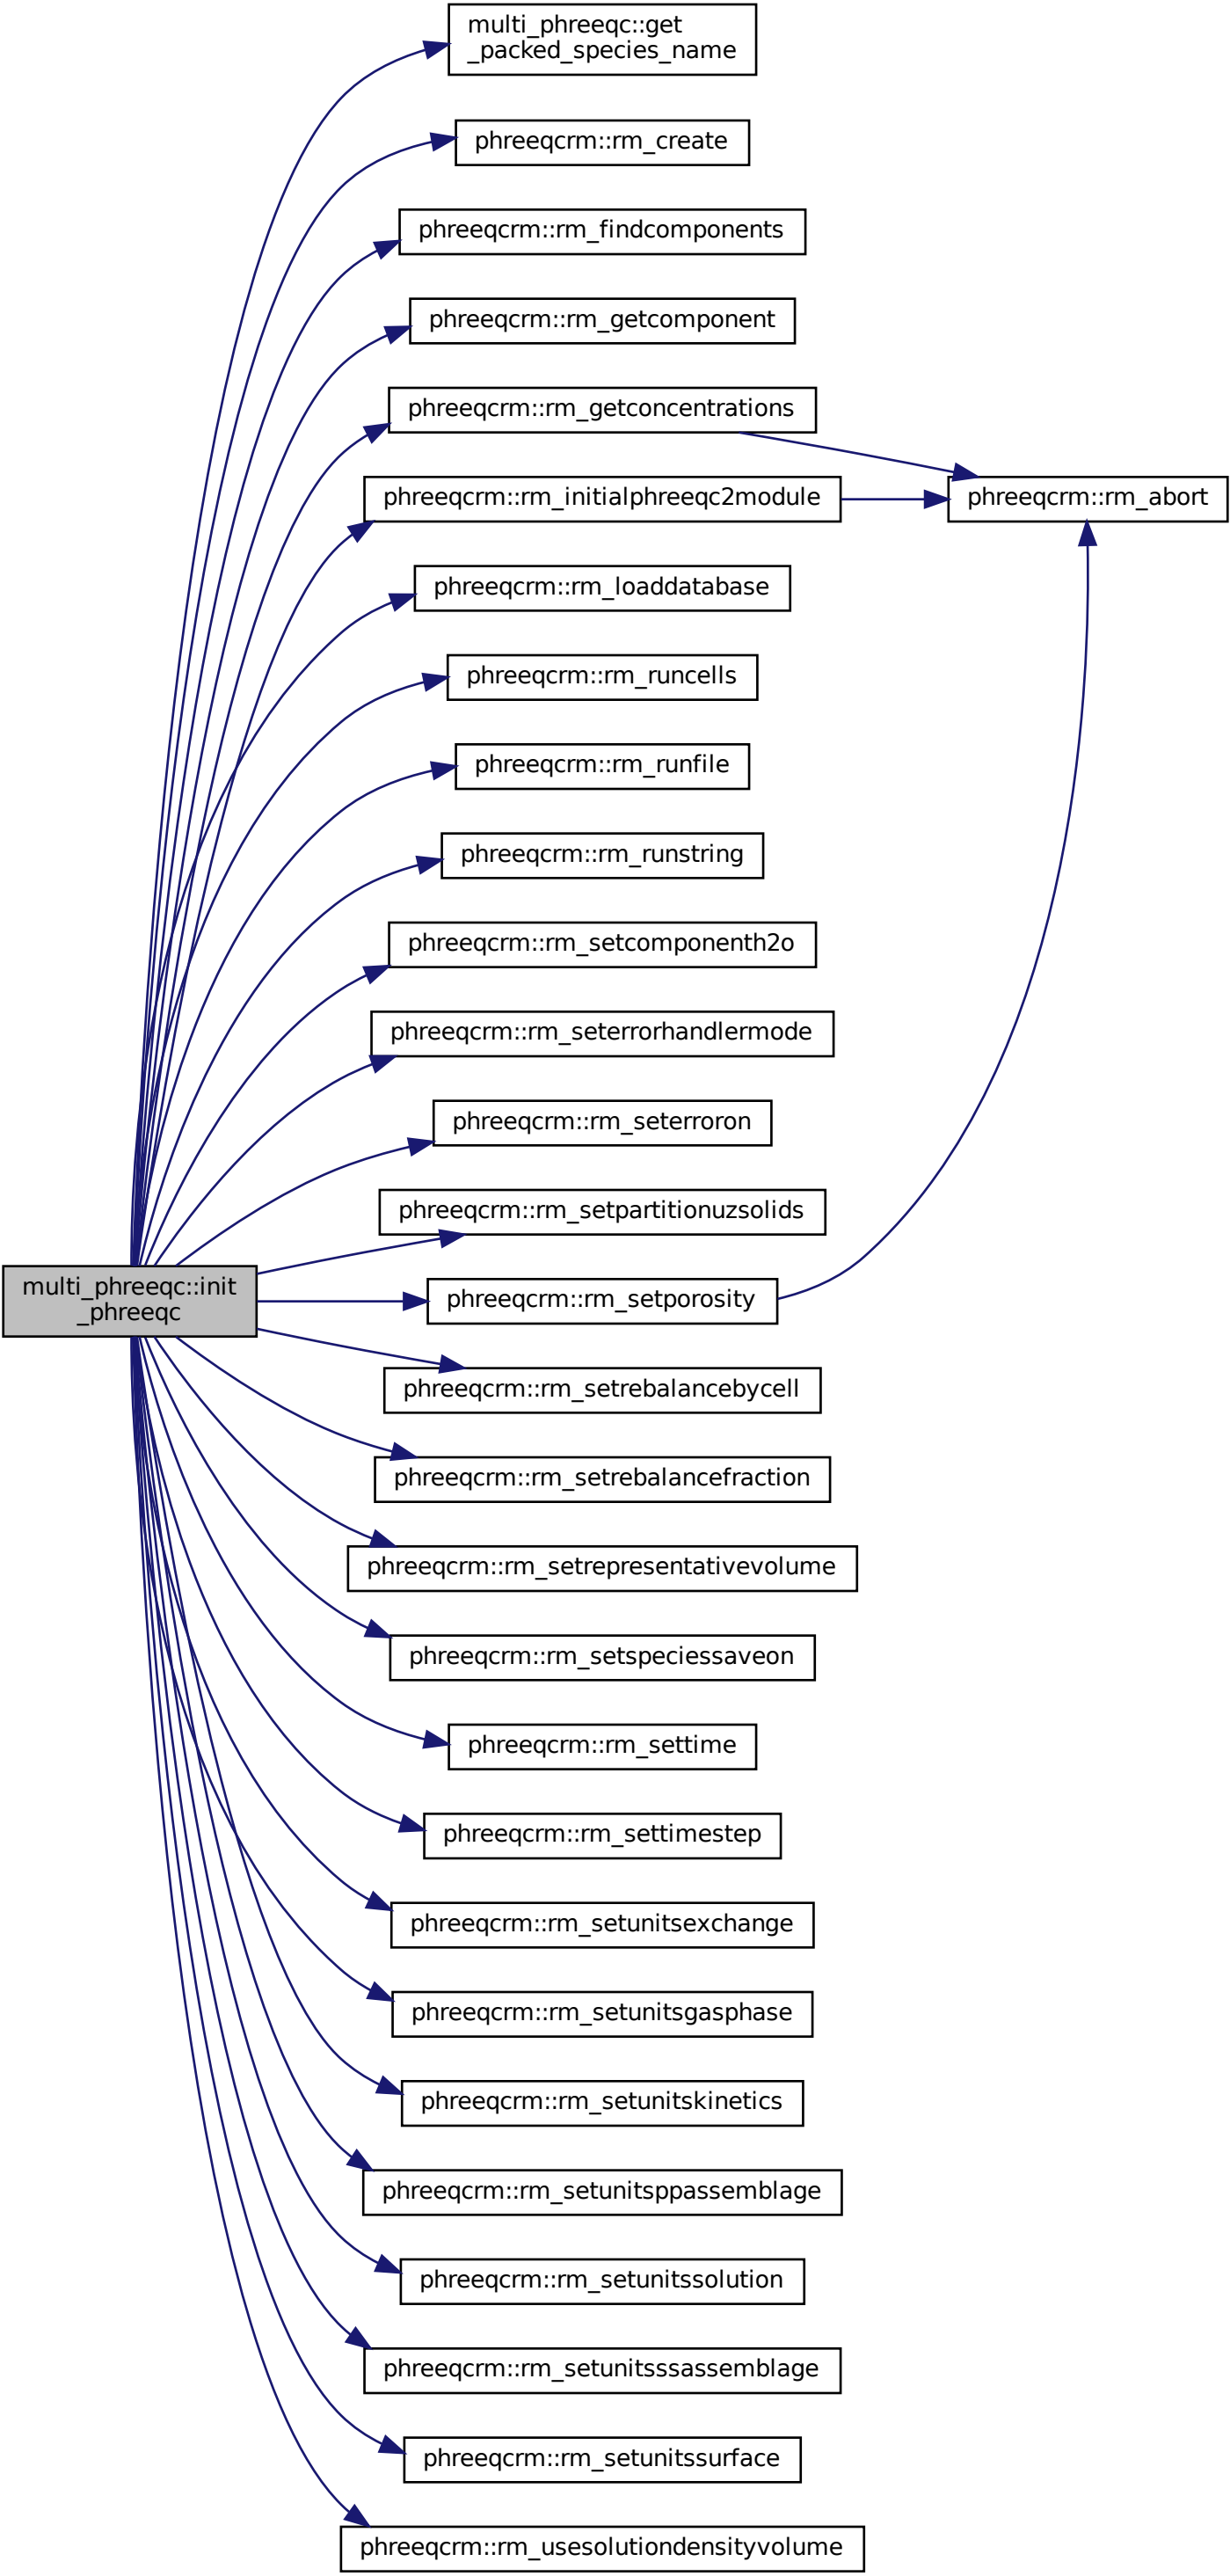 multi_phreeqc::get
_packed_species_name
phreeqcrm::rm_create
phreeqcrm::rm_findcomponents
phreeqcrm::rm_getcomponent
phreeqcrm::rm_getconcentrations
phreeqcrm::rm_initialphreeqc2module
phreeqcrm::rm_abort
phreeqcrm::rm_loaddatabase
phreeqcrm::rm_runcells
phreeqcrm::rm_runfile
phreeqcrm::rm_runstring
phreeqcrm::rm_setcomponenth2o
phreeqcrm::rm_seterrorhandlermode
phreeqcrm::rm_seterroron
phreeqcrm::rm_setpartitionuzsolids
multi_phreeqc::init
_phreeqc
phreeqcrm::rm_setporosity
phreeqcrm::rm_setrebalancebycell
phreeqcrm::rm_setrebalancefraction
phreeqcrm::rm_setrepresentativevolume
phreeqcrm::rm_setspeciessaveon
phreeqcrm::rm_settime
phreeqcrm::rm_settimestep
phreeqcrm::rm_setunitsexchange
phreeqcrm::rm_setunitsgasphase
phreeqcrm::rm_setunitskinetics
phreeqcrm::rm_setunitsppassemblage
phreeqcrm::rm_setunitssolution
phreeqcrm::rm_setunitsssassemblage
phreeqcrm::rm_setunitssurface
phreeqcrm::rm_usesolutiondensityvolume